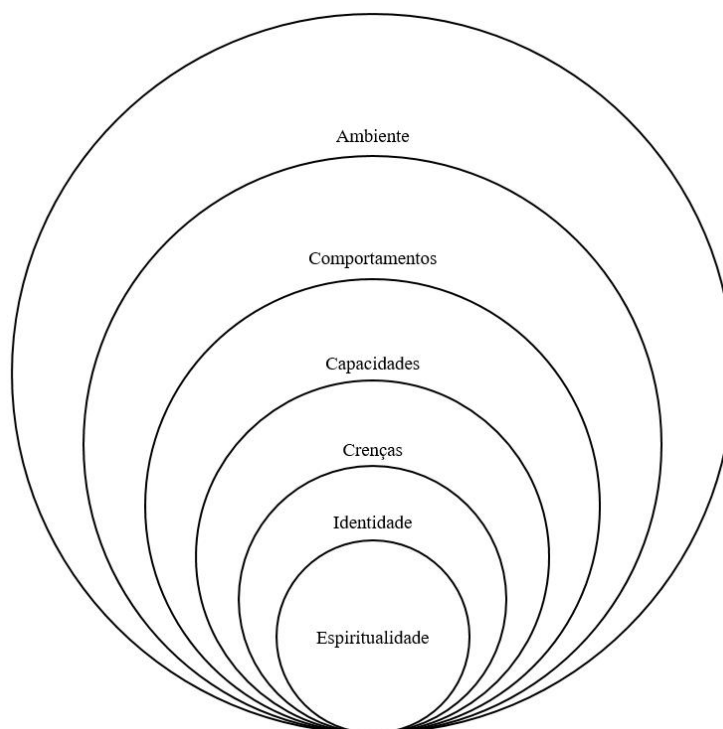 Ambiente
Comportamentos
Capacidades
Crenças
Identidade
Espiritualidade